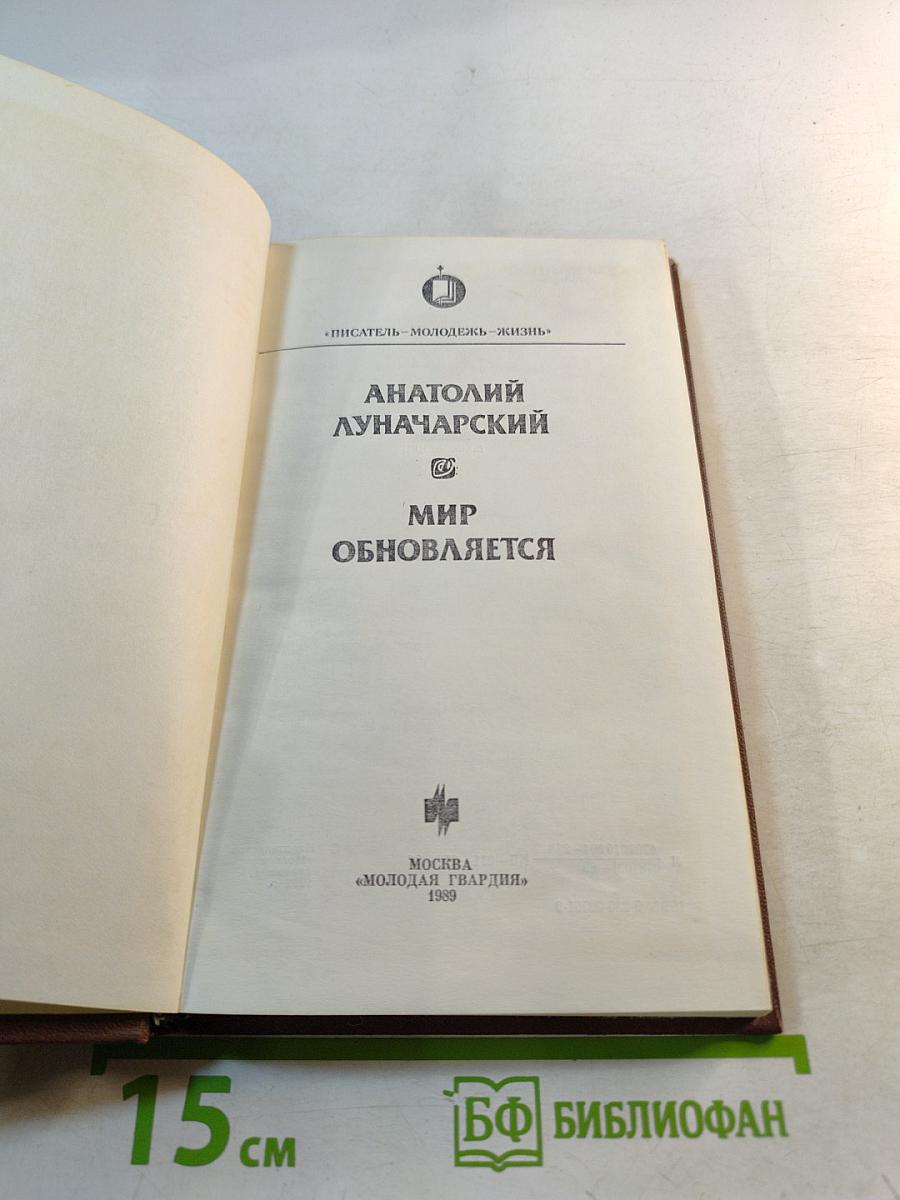 «ПИСАТЕЛЬ–МОЛОДЕЖЬ–ЖИЗНЬ»
АНАТОЛИЙ
ЛУНАЧАРСКИЙ
МИР
ОБНОВЛЯЕТСЯ
МОСКВА
«МОЛОДАЯ ГВАРДИЯ»
1989
15 см
БФ БИБЛИОФАН